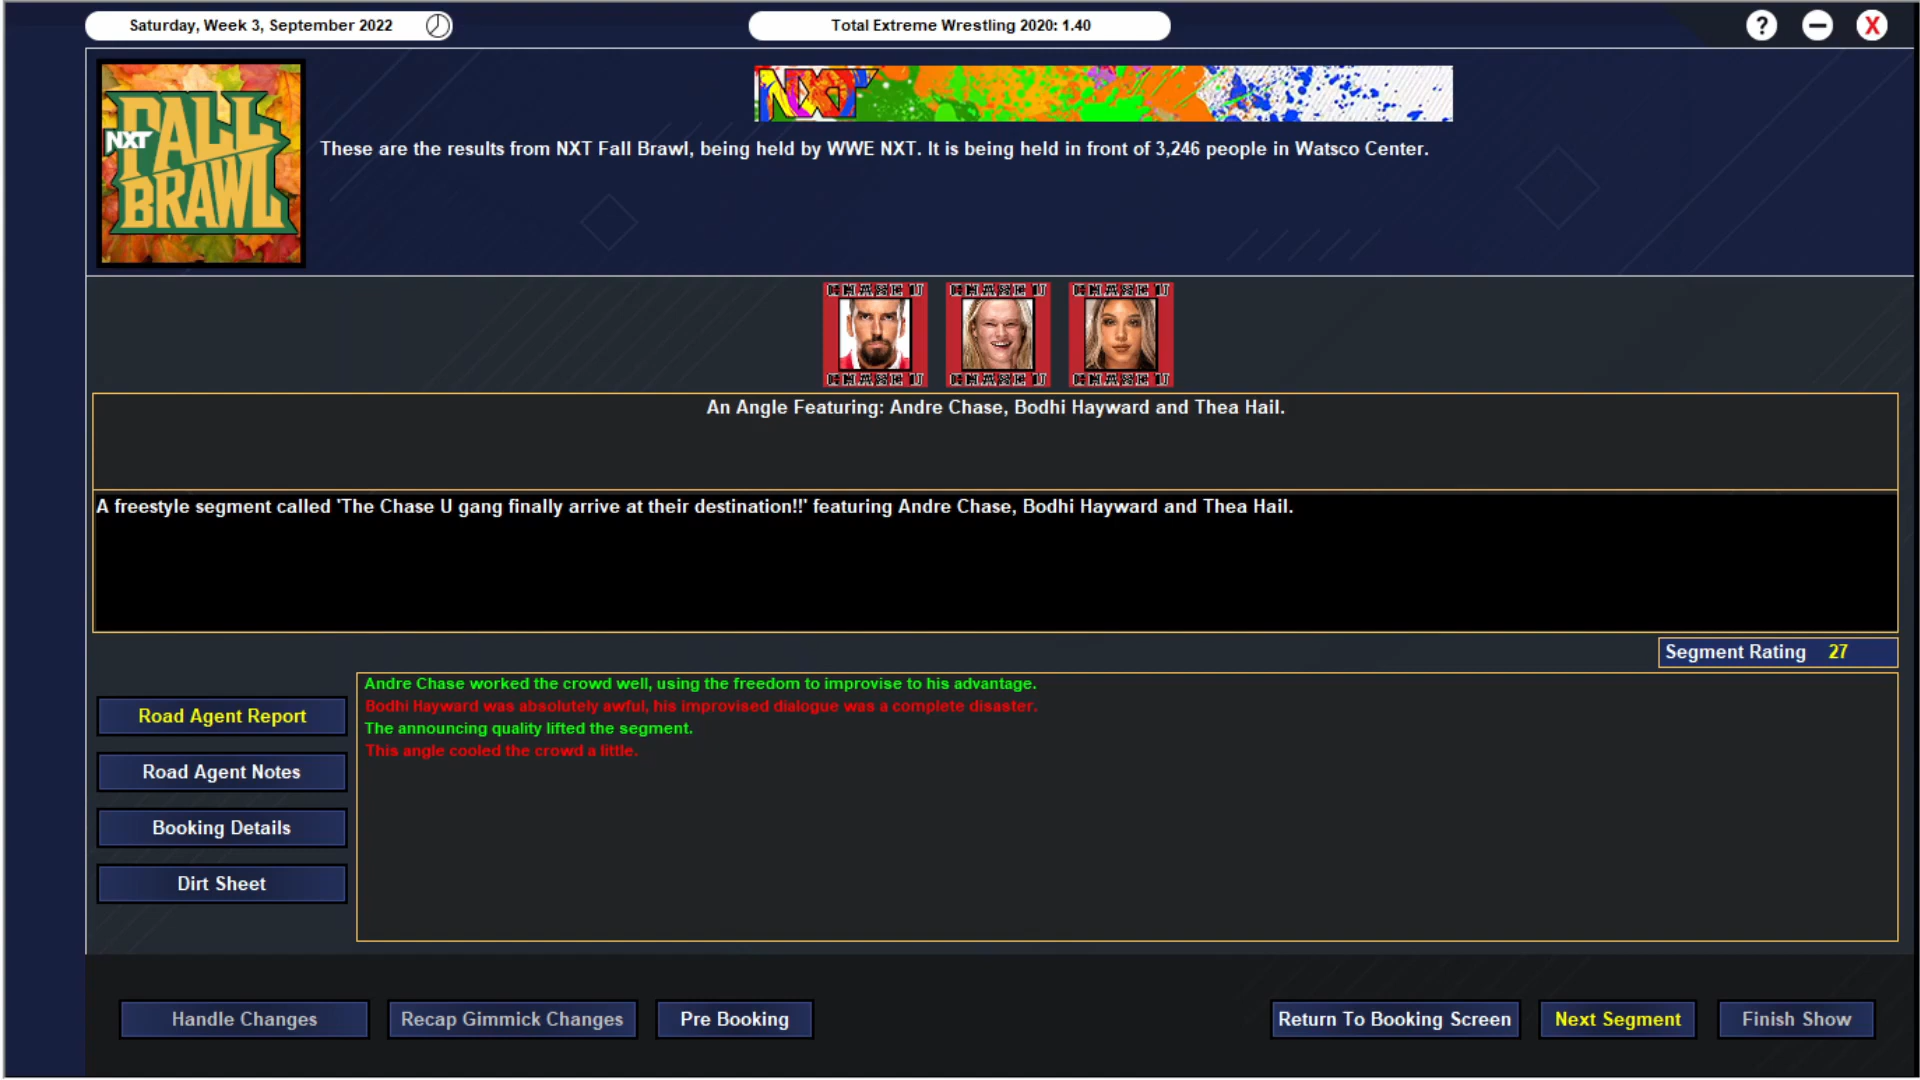 Saturday, Week 3, September 2022
Total Extreme Wrestling 2020: 1.40
?
X
NXT
FALL
BRAWL
NXT
These are the results from NXT Fall Brawl, being held by WWE NXT. It is being held in front of 3,246 people in Watsco Center.
CHASE U CHASE U CHASE U
CHASE U CHASE U CHASE U
An Angle Featuring: Andre Chase, Bodhi Hayward and Thea Hail.
A freestyle segment called 'The Chase U gang finally arrive at their destination!!' featuring Andre Chase, Bodhi Hayward and Thea Hail.
Segment Rating 27
Andre Chase worked the crowd well, using the freedom to improvise to his advantage.
Bodhi Hayward was absolutely awful, his improvised dialogue was a complete disaster.
The announcing quality lifted the segment.
This angle cooled the crowd a little.
Road Agent Report
Road Agent Notes
Booking Details
Dirt Sheet
Handle Changes
Recap Gimmick Changes
Pre Booking
Return To Booking Screen
Next Segment
Finish Show